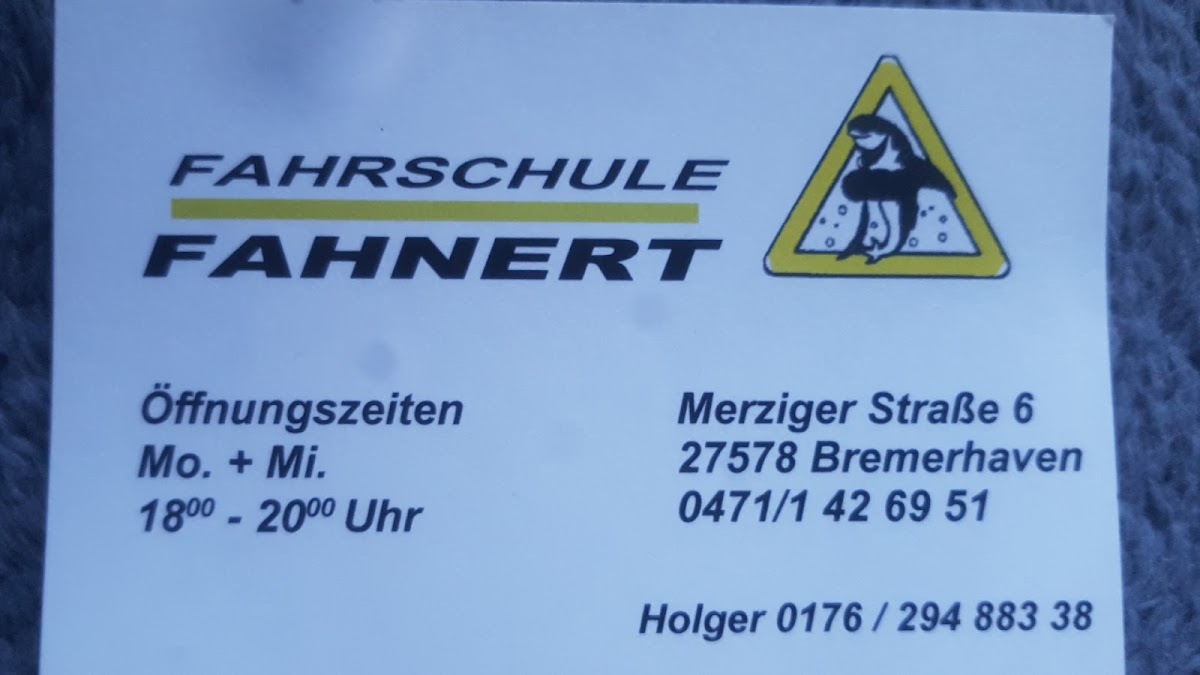 FAHRSCHULE
FAHNERT
Öffnungszeiten
Mo. + Mi.
18⁰⁰ - 20⁰⁰ Uhr
Merziger Straße 6
27578 Bremerhaven
0471/1 42 69 51
Holger 0176 / 294 883 38